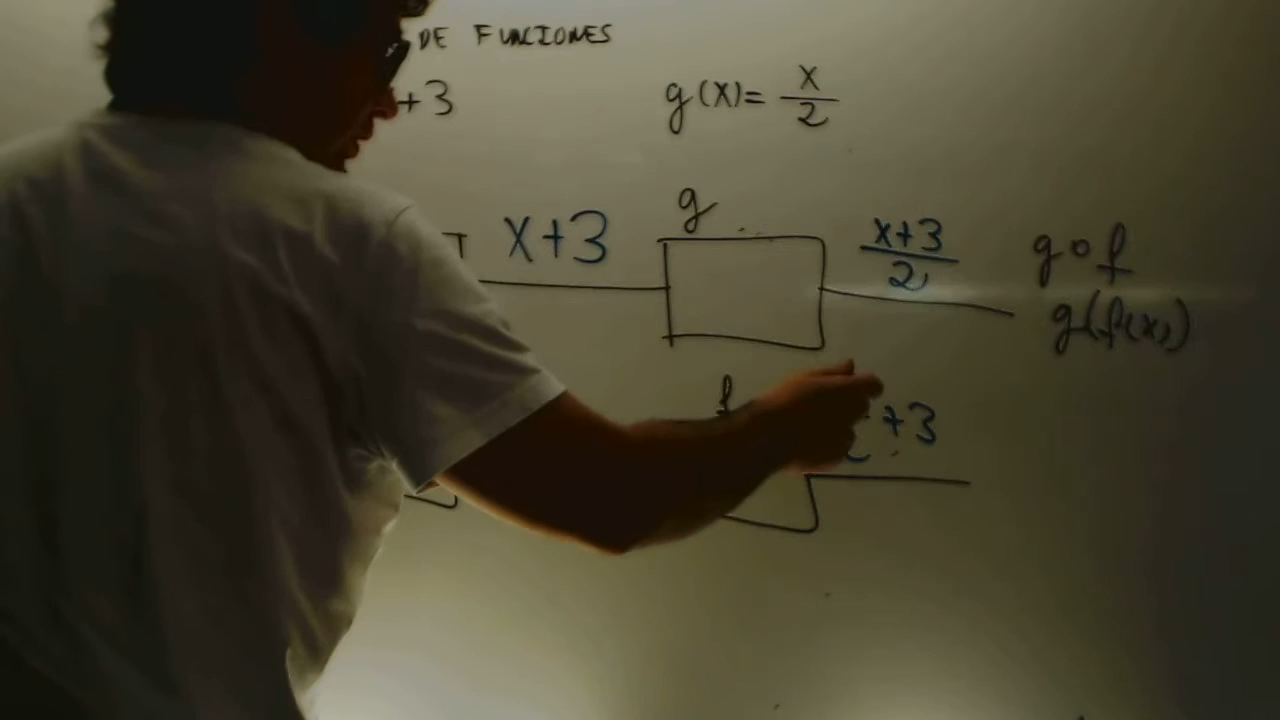 DE FUNCIONES
+3 g(x)= x/2
g
x+3 x+3/2 g∘f
g(f(x))
f
+3